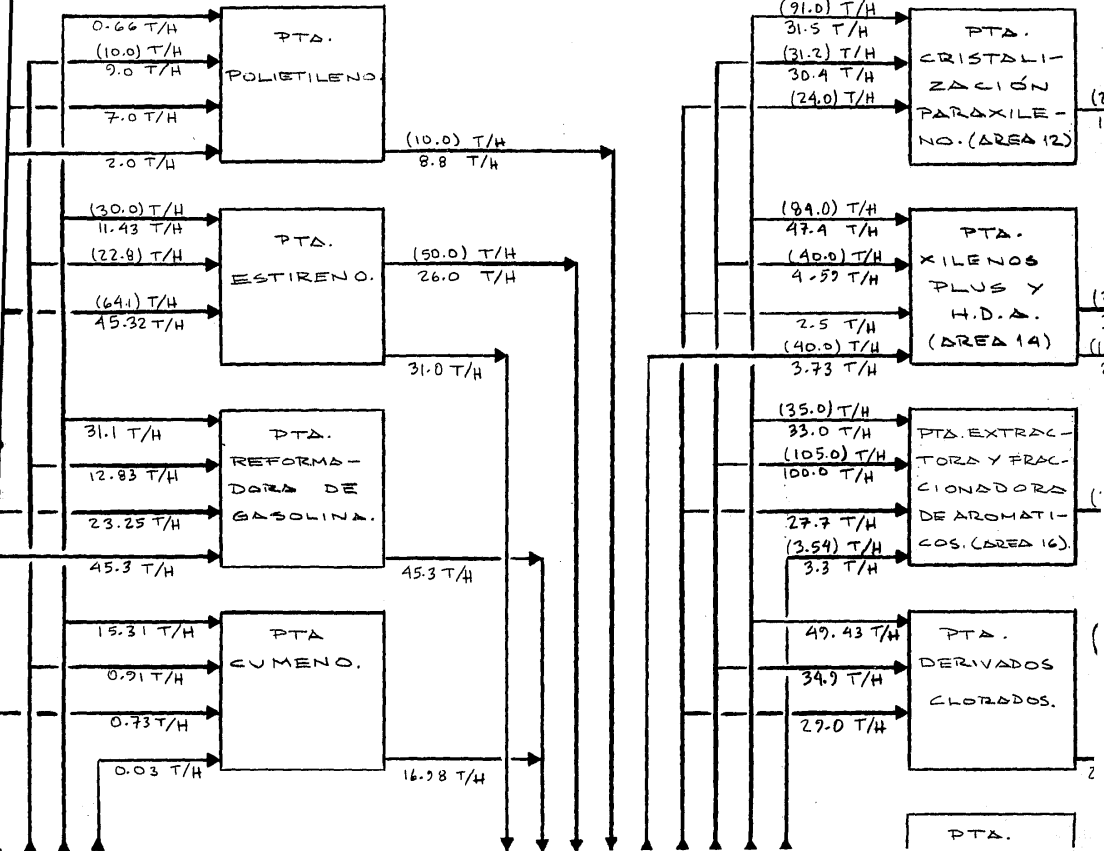 0.66 T/H
(10.0) T/H
9.0 T/H
7.0 T/H
2.0 T/H
PTA.
POLIETILENO.
(10.0) T/H
8.8 T/H
(30.0) T/H
11.43 T/H
(22.8) T/H
(64.1) T/H
45.32 T/H
PTA.
ESTIRENO.
(50.0) T/H
26.0 T/H
31.0 T/H
31.1 T/H
12.83 T/H
23.25 T/H
45.3 T/H
PTA.
REFORMA-
DORA DE
GASOLINA.
45.3 T/H
15.31 T/H
0.91 T/H
0.73 T/H
0.03 T/H
PTA
CUMENO.
16.98 T/H
(91.0) T/H
31.5 T/H
(31.2) T/H
30.4 T/H
(24.0) T/H
PTA.
CRISTALI-
ZACIÓN
PARAXILE-
NO. (AREA 12)
(84.0) T/H
47.4 T/H
(40.0) T/H
4.59 T/H
2.5 T/H
(40.0) T/H
3.73 T/H
PTA.
XILENOS
PLUS Y
H.D.A.
(AREA 14)
(35.0) T/H
33.0 T/H
(105.0) T/H
100.0 T/H
27.7 T/H
(3.54) T/H
3.3 T/H
PTA. EXTRAC-
TORA Y FRAC-
CIONADORA
DE AROMATI-
COS. (AREA 16).
49.43 T/H
34.9 T/H
29.0 T/H
PTA.
DERIVADOS
CLORADOS.
PTA.